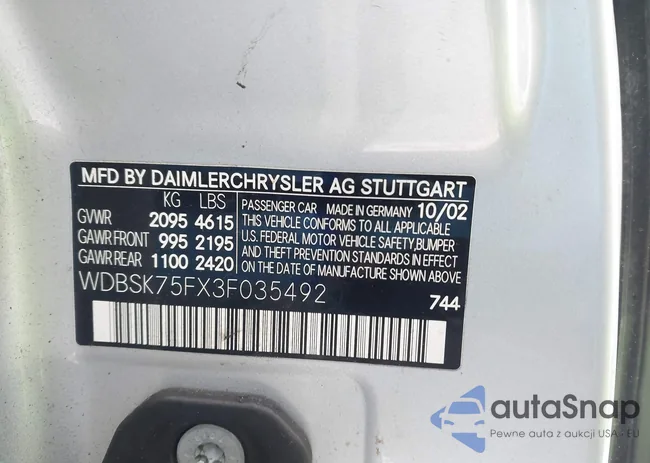 MFD BY DAIMLERCHRYSLER AG STUTTGART
KG LBS
GVWR 2095 4615
GAWR FRONT 995 2195
GAWR REAR 1100 2420
PASSENGER CAR MADE IN GERMANY 10/02
THIS VEHICLE CONFORMS TO ALL APPLICABLE
U.S. FEDERAL MOTOR VEHICLE SAFETY, BUMPER
AND THEFT PREVENTION STANDARDS IN EFFECT
ON THE DATE OF MANUFACTURE SHOWN ABOVE
WDBSK75FX3F035492
744
autaSnap
Pewne auta z aukcji USA - EU